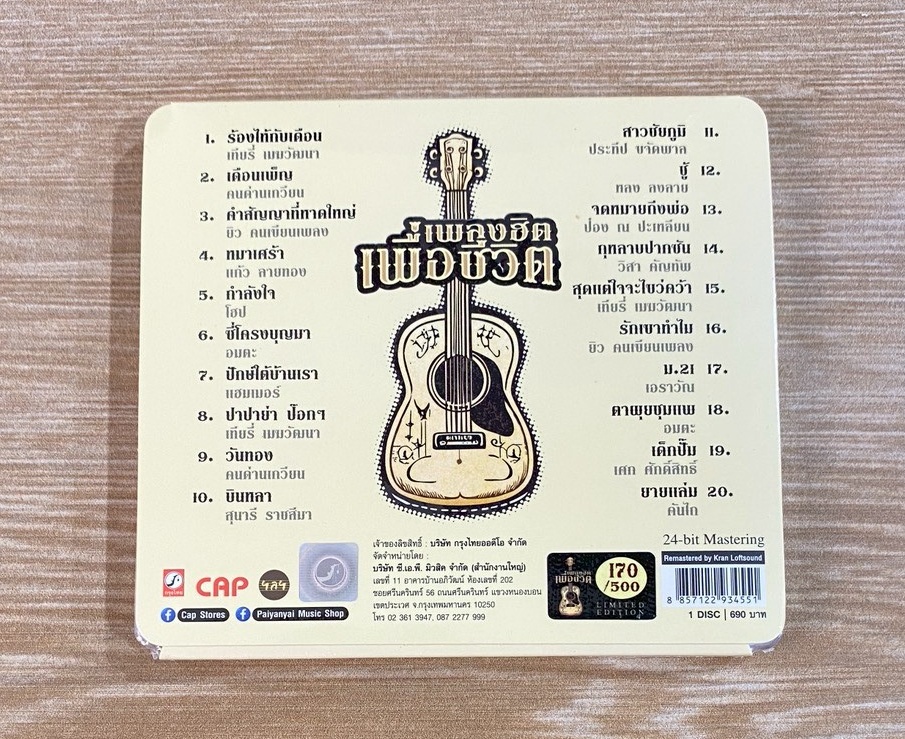 1. ร้องไห้กับเดือน
เทียรี่ เมฆวัฒนา
2. เดือนเพ็ญ
คนด่านเกวียน
3. คำสัญญาที่หาดใหญ่
ยิว คนเขียนเพลง
4. หมาเศร้า
แก้ว ลายทอง
5. กำลังใจ
โฮป
6. ซี่โครงบุญมา
อมตะ
7. ปักษ์ใต้บ้านเรา
แฮมเมอร์
8. ปาปาย่า ป๊อกๆ
เทียรี่ เมฆวัฒนา
9. วันทอง
คนด่านเกวียน
10. บินหลา
สุนารี ราชสีมา
เพลงฮิต
เพื่อชีวิต
สาวชัยภูมิ 11.
ประทีป ขวัดพาล
ชู้ 12.
หลง ลงลาย
จดหมายถึงพ่อ 13.
ป่อง ณ ปะเหลียน
กุหลาบปากซัน 14.
วิสา คัญทัพ
สุดแต่ใจจะไขว่คว้า 15.
เทียรี่ เมฆวัฒนา
รักเขาทำไม 16.
ยิว คนเขียนเพลง
ม.21 17.
เอราวัณ
ตาผุยชุมแพ 18.
อมตะ
เด็กปั๊ม 19.
เศก ศักดิ์สิทธิ์
ยายแล่ม 20.
คันไถ
เจ้าของลิขสิทธิ์ : บริษัท กรุงไทยออดิโอ จำกัด
จัดจำหน่ายโดย :
บริษัท ซี.เอ.พี. มิวสิค จำกัด (สำนักงานใหญ่)
เลขที่ 11 อาคารบ้านอภิวัฒน์ ห้องเลขที่ 202
ซอยศรีนครินทร์ 56 ถนนศรีนครินทร์ แขวงหนองบอน
เขตประเวศ จ.กรุงเทพมหานคร 10250
โทร 02 361 3947, 087 2277 999
CAP
Cap Stores
Paiyanyai Music Shop
เพลงฮิต
เพื่อชีวิต
170
/500
LIMITED
EDITION
24-bit Mastering
Remastered by Kran Loftsound
8 857122 934551
1 DISC | 690 บาท